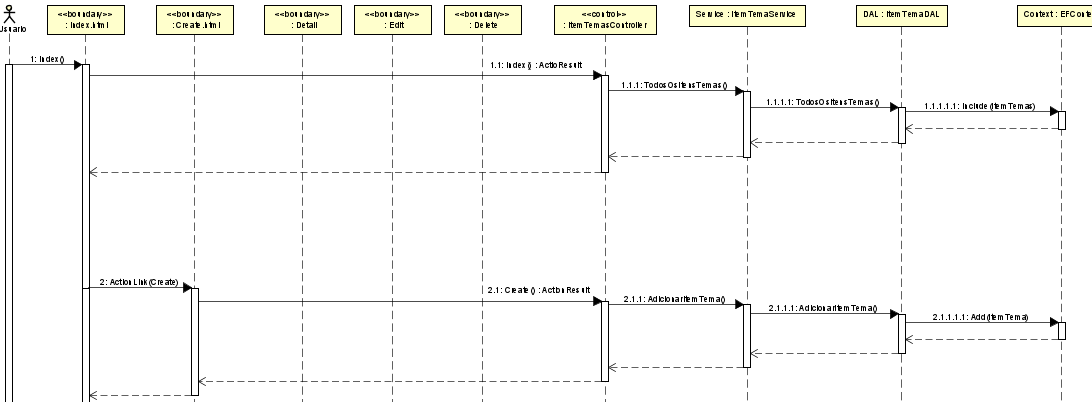 <<boundary>>
: Index.html
<<boundary>>
: Create.html
<<boundary>>
: Detail
<<boundary>>
: Edit
<<boundary>>
: Delete
<<control>>
: ItemTemasController
Service : ItemTemaService
DAL : ItemTemaDAL
Context : EFConte
Usuario
1: Index()
1.1: Index() : ActioResult
1.1.1: TodosOsItensTemas()
1.1.1.1: TodosOsItensTemas()
1.1.1.1.1: Include(ItemTemas)
2: ActionLink(Create)
2.1: Create() : ActionResult
2.1.1: AdicionarItemTema()
2.1.1.1: AdicionarItemTema()
2.1.1.1.1: Add(ItemTema)